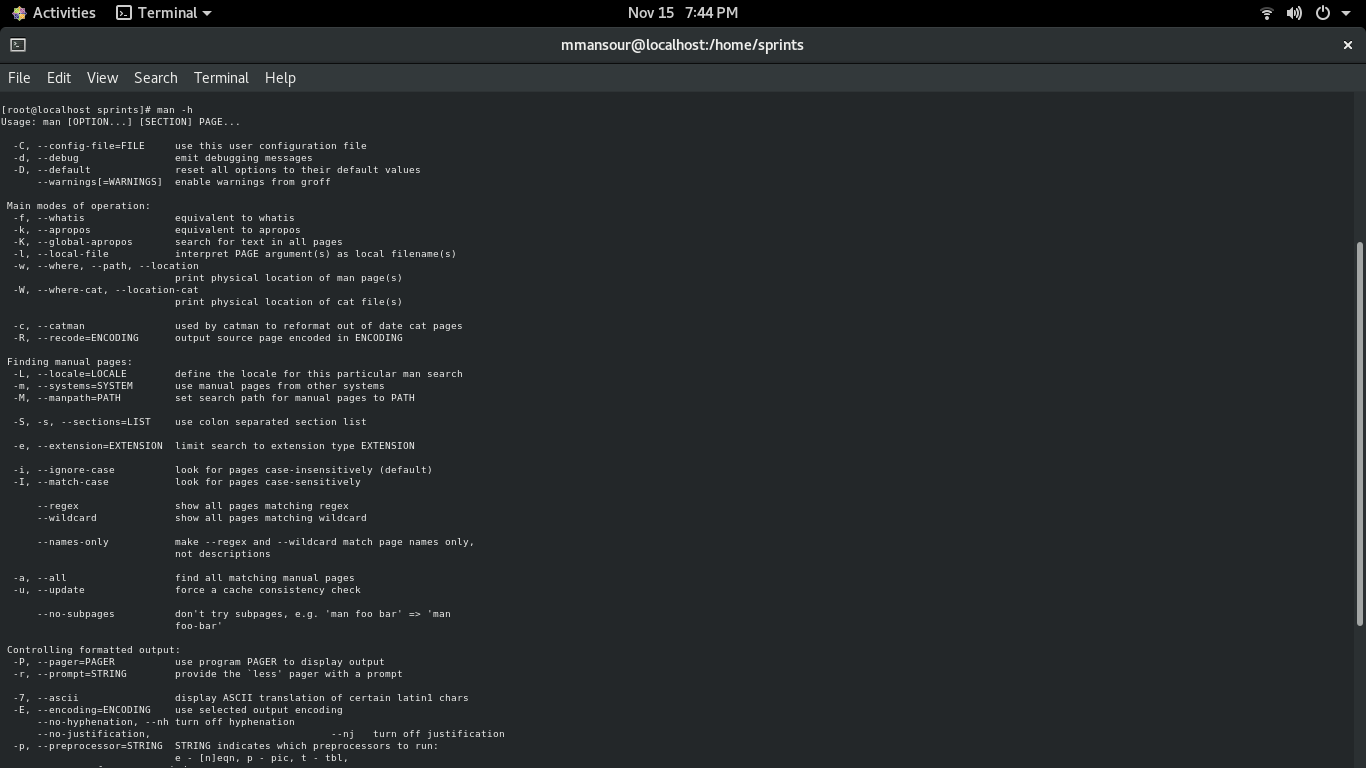 Activities Terminal Nov 15 7:44 PM
mmansour@localhost:/home/sprints
File Edit View Search Terminal Help
[root@localhost sprints]# man -h
Usage: man [OPTION...] [SECTION] PAGE...
-C, --config-file=FILE use this user configuration file
-d, --debug emit debugging messages
-D, --default reset all options to their default values
--warnings[=WARNINGS] enable warnings from groff
Main modes of operation:
-f, --whatis equivalent to whatis
-k, --apropos equivalent to apropos
-K, --global-apropos search for text in all pages
-l, --local-file interpret PAGE argument(s) as local filename(s)
-w, --where, --path, --location
print physical location of man page(s)
-W, --where-cat, --location-cat
print physical location of cat file(s)
-c, --catman used by catman to reformat out of date cat pages
-R, --recode=ENCODING output source page encoded in ENCODING
Finding manual pages:
-L, --locale=LOCALE define the locale for this particular man search
-m, --systems=SYSTEM use manual pages from other systems
-M, --manpath=PATH set search path for manual pages to PATH
-S, -s, --sections=LIST use colon separated section list
-e, --extension=EXTENSION limit search to extension type EXTENSION
-i, --ignore-case look for pages case-insensitively (default)
-I, --match-case look for pages case-sensitively
--regex show all pages matching regex
--wildcard show all pages matching wildcard
--names-only make --regex and --wildcard match page names only,
not descriptions
-a, --all find all matching manual pages
-u, --update force a cache consistency check
--no-subpages don't try subpages, e.g. 'man foo bar' => 'man
foo-bar'
Controlling formatted output:
-P, --pager=PAGER use program PAGER to display output
-r, --prompt=STRING provide the `less' pager with a prompt
-7, --ascii display ASCII translation of certain latin1 chars
-E, --encoding=ENCODING use selected output encoding
--no-hyphenation, --nh turn off hyphenation
--no-justification, --nj turn off justification
-p, --preprocessor=STRING STRING indicates which preprocessors to run:
e - [n]eqn, p - pic, t - tbl,